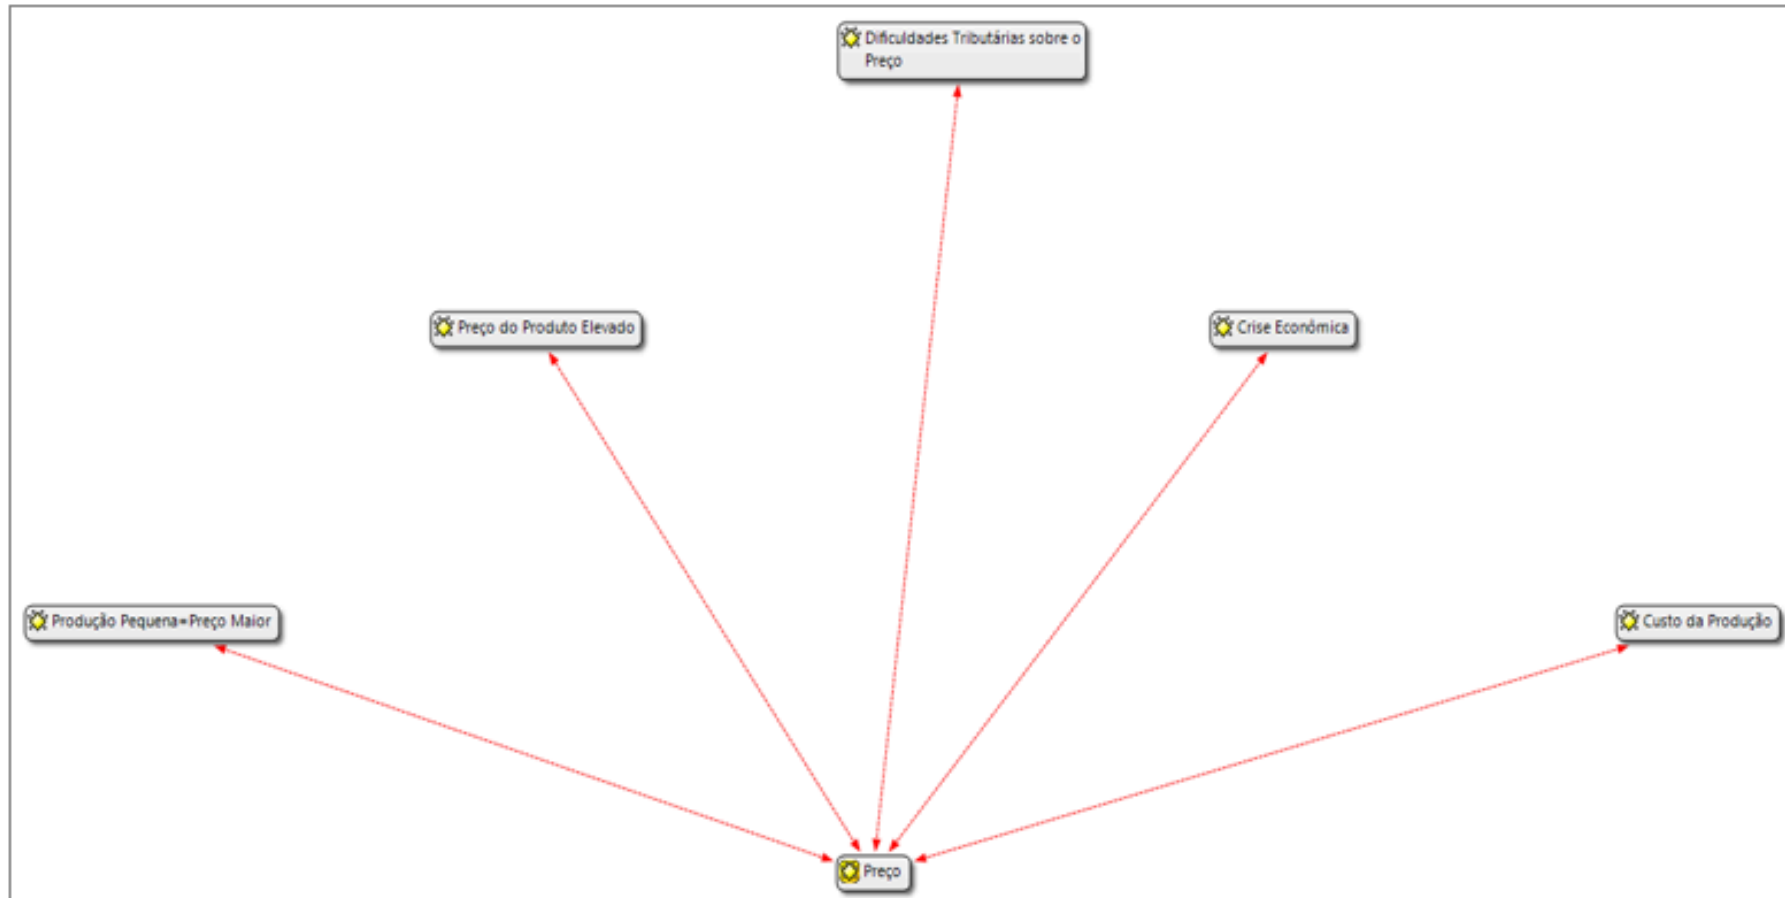 Dificuldades Tributárias sobre o
Preço
Preço do Produto Elevado
Crise Econômica
Produção Pequena=Preço Maior
Custo da Produção
Preço